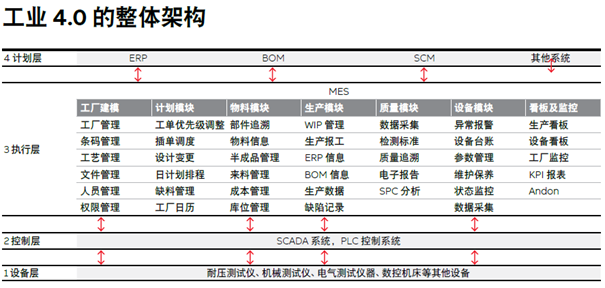 工业 4.0 的整体架构
4 计划层 ERP BOM SCM 其他系统
MES
3 执行层
工厂建模 计划模块 物料模块 生产模块 质量模块 设备模块 看板及监控
工厂管理 工单优先级调整 部件追溯 WIP 管理 数据采集 异常报警 生产看板
条码管理 插单调度 物料信息 生产报工 检测标准 设备台账 设备看板
工艺管理 设计变更 半成品管理 ERP 信息 质量追溯 参数管理 工厂监控
文件管理 日计划排程 来料管理 BOM 信息 电子报告 维护保养 KPI 报表
人员管理 缺料管理 成本管理 生产数据 SPC 分析 状态监控 Andon
权限管理 工厂日历 库位管理 缺陷记录 数据采集
2 控制层 SCADA 系统，PLC 控制系统
1 设备层 耐压测试仪、机械测试仪、电气测试仪器、数控机床等其他设备